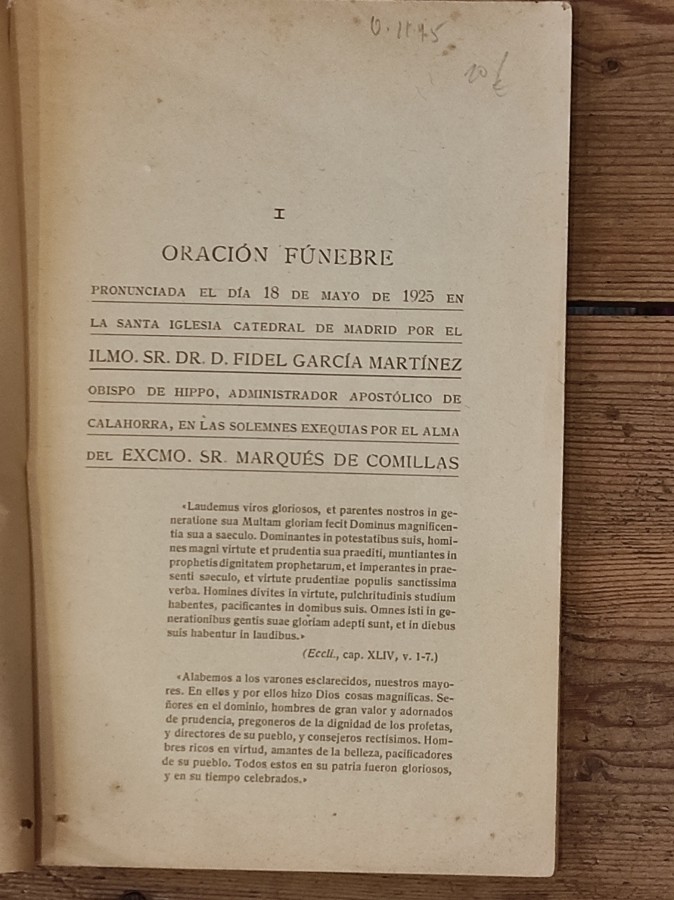 I
ORACIÓN FÚNEBRE
PRONUNCIADA EL DÍA 18 DE MAYO DE 1925 EN
LA SANTA IGLESIA CATEDRAL DE MADRID POR EL
ILMO. SR. DR. D. FIDEL GARCÍA MARTÍNEZ
OBISPO DE HIPPO, ADMINISTRADOR APOSTÓLICO DE
CALAHORRA, EN LAS SOLEMNES EXEQUIAS POR EL ALMA
DEL EXCMO. SR. MARQUÉS DE COMILLAS
«Laudemus viros gloriosos, et parentes nostros in ge-
neratione sua Multam gloriam fecit Dominus magnificen-
tia sua a saeculo. Dominantes in potestatibus suis, homi-
nes magni virtute et prudentia sua praediti, muntiantes in
prophetis dignitatem prophetarum, et imperantes in prae-
senti saeculo, et virtute prudentiae populis sanctissima
verba. Homines divites in virtute, pulchritudinis studium
habentes, pacificantes in domibus suis. Omnes isti in ge-
nerationibus gentis suae gloriam adepti sunt, et in diebus
suis habentur in laudibus.»
(Eccli., cap. XLIV, v. 1-7.)
«Alabemos a los varones esclarecidos, nuestros mayo-
res. En ellos y por ellos hizo Dios cosas magníficas. Se-
ñores en el dominio, hombres de gran valor y adornados
de prudencia, pregoneros de la dignidad de los profetas,
y directores de su pueblo, y consejeros rectísimos. Hom-
bres ricos en virtud, amantes de la belleza, pacificadores
de su pueblo. Todos estos en su patria fueron gloriosos,
y en su tiempo celebrados.»